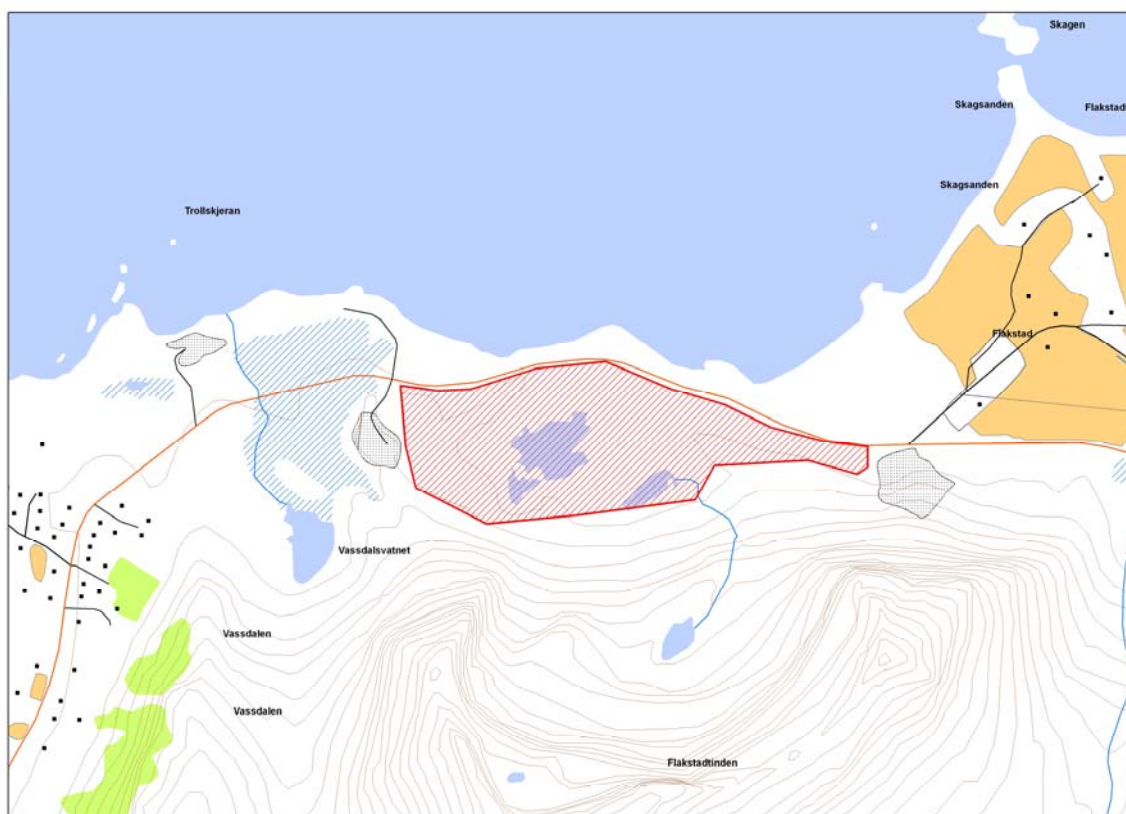 Skagen
Skagsanden
Flakstad
Skagsanden
Trollskjeran
Flakstad
Vassdalsvatnet
Vassdalen
Vassdalen
Flakstadtinden